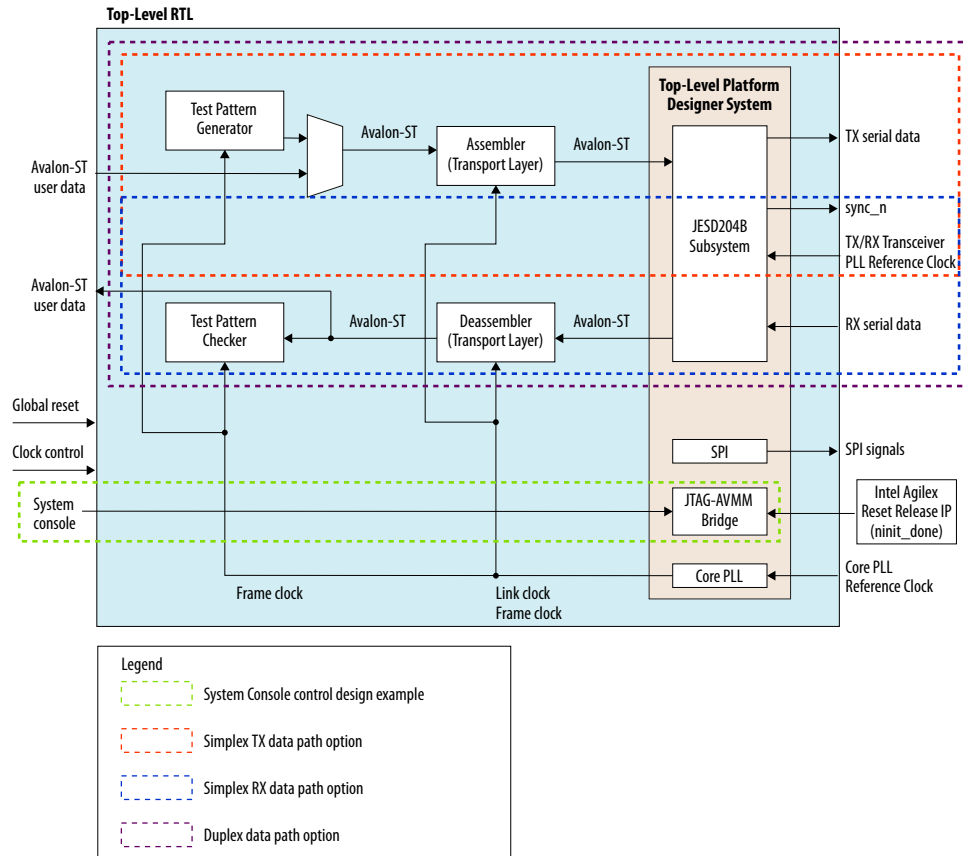 Top-Level RTL
Top-Level Platform
Designer System
Test Pattern
Generator
Avalon-ST
Assembler
(Transport Layer)
Avalon-ST
TX serial data
Avalon-ST
user data
sync_n
JESD204B
Subsystem
TX/RX Transceiver
PLL Reference Clock
Avalon-ST
user data
Test Pattern
Checker
Avalon-ST
Deassembler
(Transport Layer)
Avalon-ST
RX serial data
Global reset
Clock control
SPI
SPI signals
System
console
JTAG-AVMM
Bridge
Intel Agilex
Reset Release IP
(ninit_done)
Core PLL
Core PLL
Reference Clock
Frame clock
Link clock
Frame clock
Legend
System Console control design example
Simplex TX data path option
Simplex RX data path option
Duplex data path option